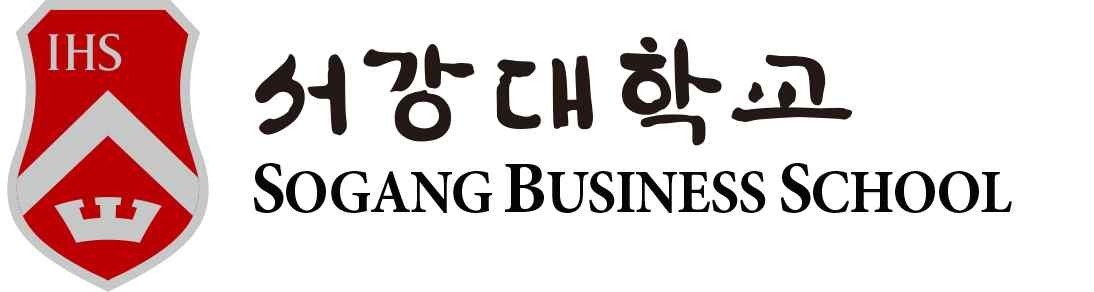 IHS
서강대학교
SOGANG BUSINESS SCHOOL